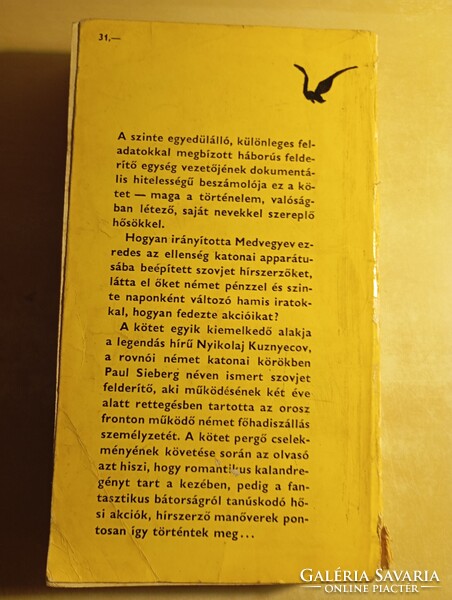 31,—
A szinte egyedülálló, különleges fel-
adatokkal megbízott háborús felde-
rítő egység vezetőjének dokumentá-
lis hitelességű beszámolója ez a kö-
tet — maga a történelem, valóság-
ban létező, saját nevekkel szereplő
hősökkel.
Hogyan irányította Medvegyev ez-
redes az ellenség katonai apparátu-
sába beépített szovjet hírszerzőket,
látta el őket német pénzzel és szin-
te naponként változó hamis iratok-
kal, hogyan fedezte akcióikat?
A kötet egyik kiemelkedő alakja
a legendás hírű Nyikolaj Kuznyecov,
a rovnói német katonai körökben
Paul Sieberg néven ismert szovjet
felderítő, aki működésének két éve
alatt rettegésben tartotta az orosz
fronton működő német főhadiszállás
személyzetét. A kötet pergő cselek-
ményének követése során az olvasó
azt hiszi, hogy romantikus kalandre-
gényt tart a kezében, pedig a fan-
tasztikus bátorságról tanúskodó hő-
si akciók, hírszerző manőverek pon-
tosan így történtek meg...
GALÉRIA SAVARIA
ONLINE PIACTÉR